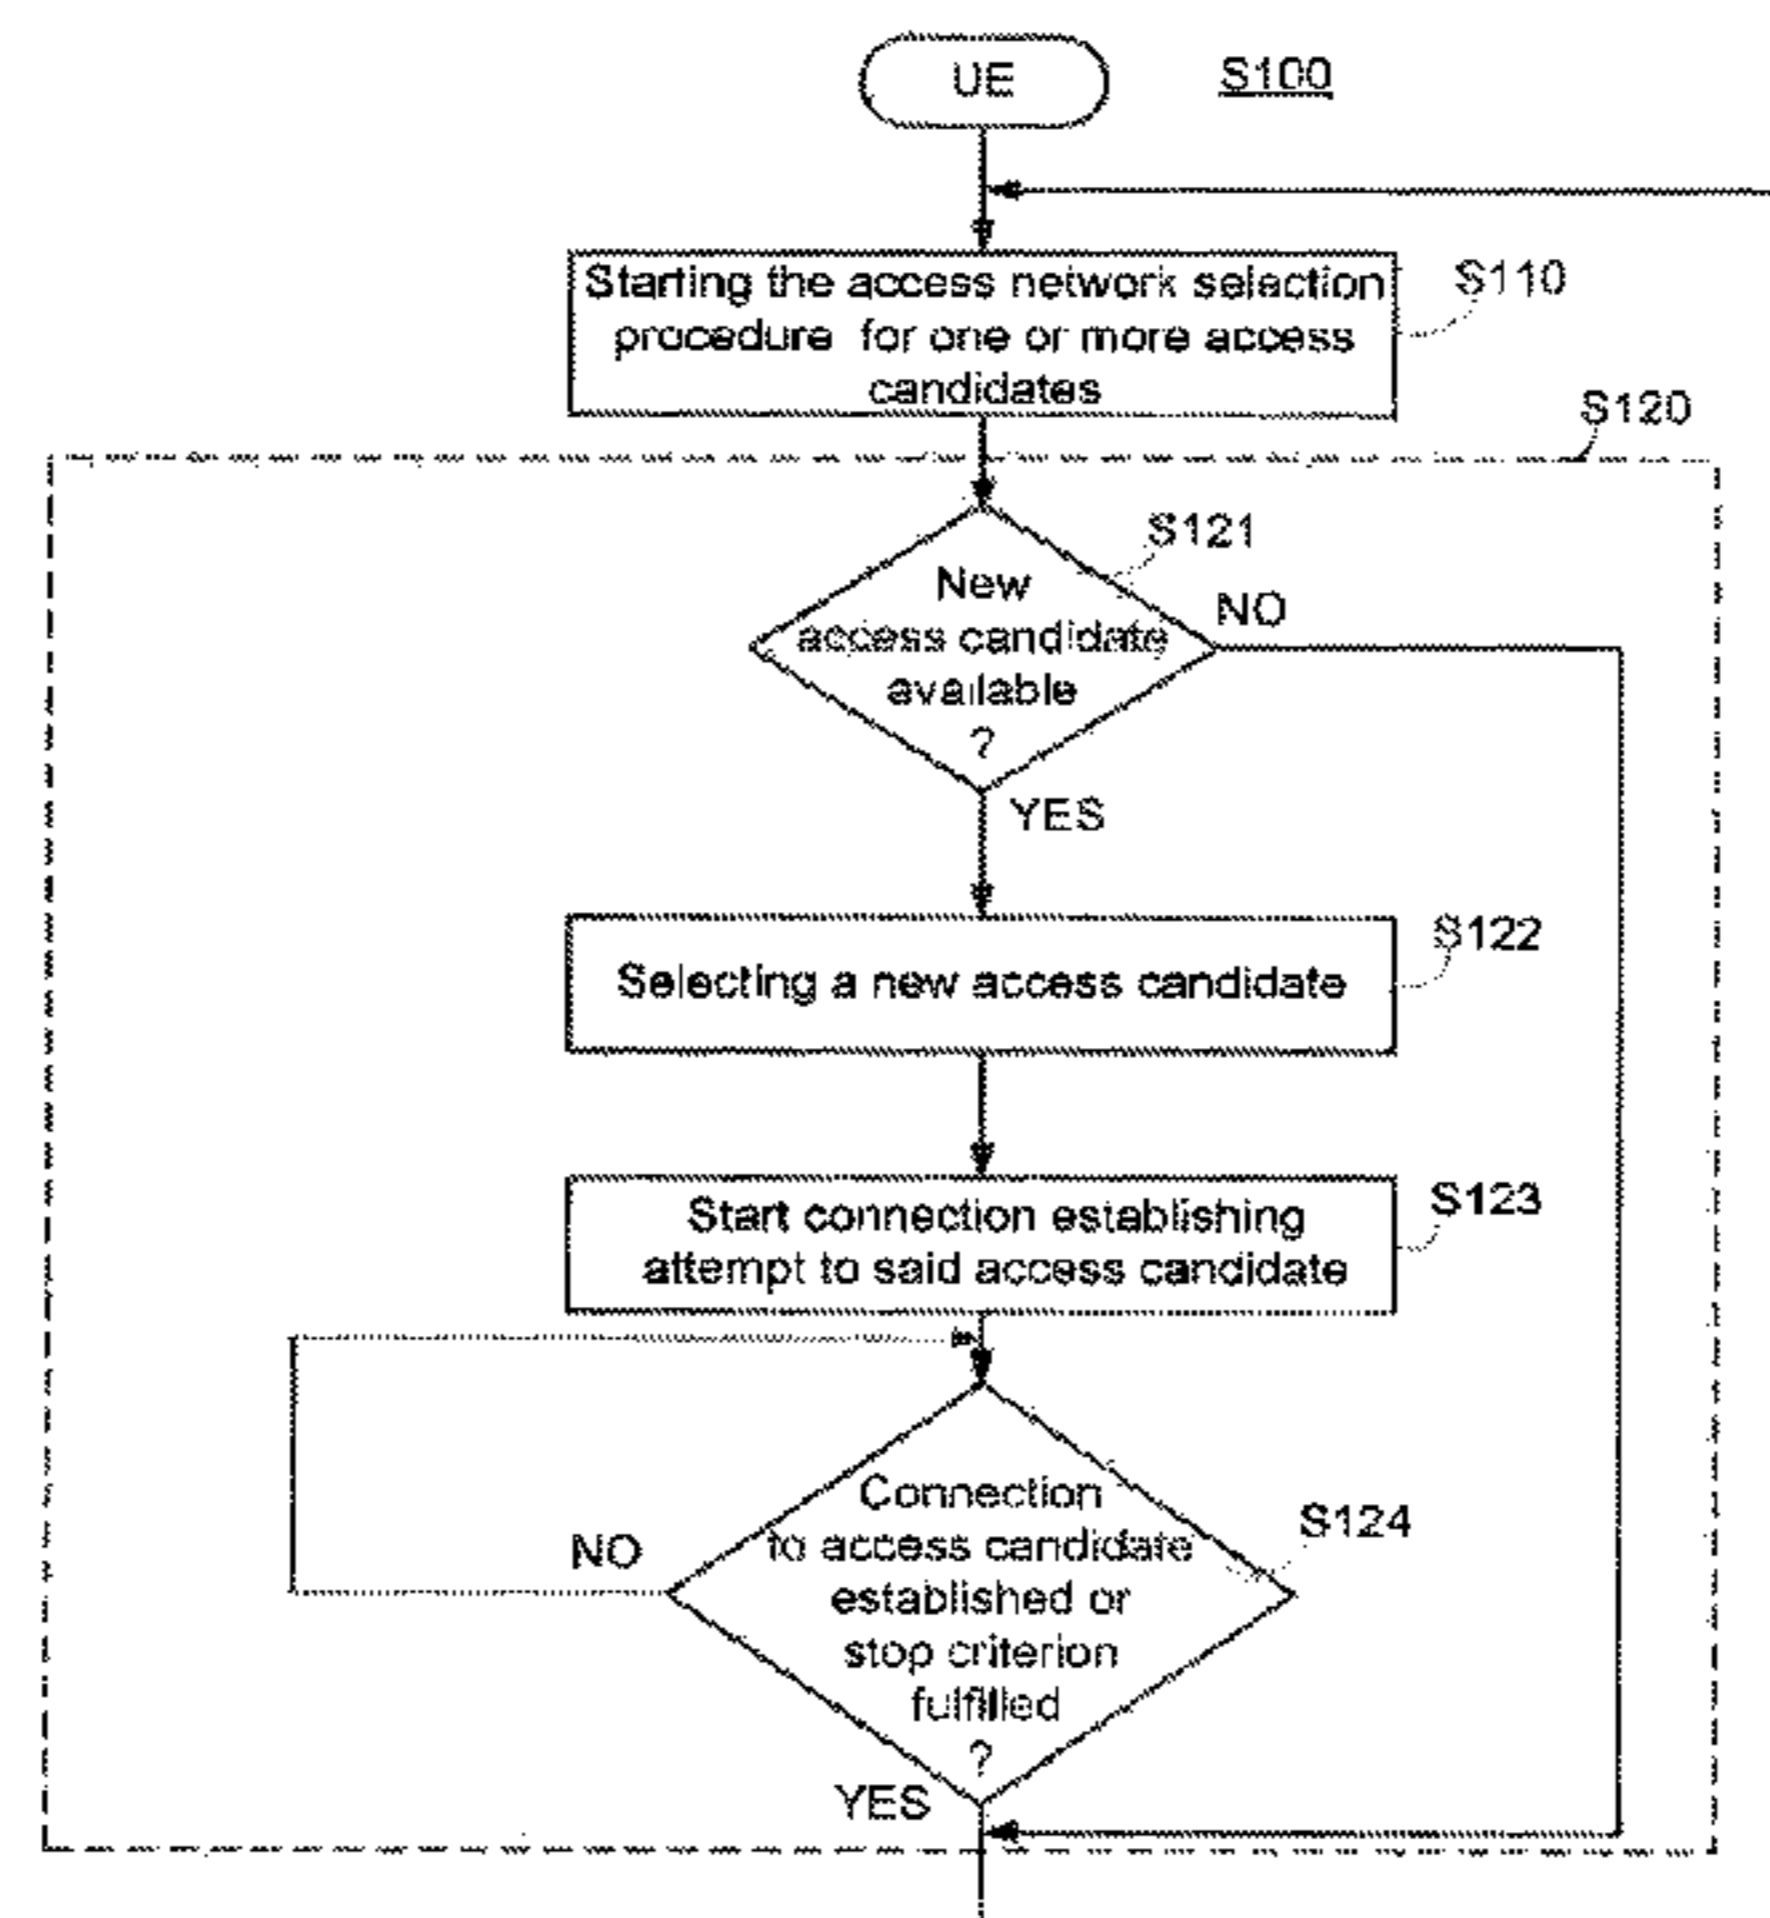 UE
S100
Starting the access network selection
procedure for one or more access
candidates
S110
S120
S121
New
access candidate
available
?
NO
YES
S122
Selecting a new access candidate
S123
Start connection establishing
attempt to said access candidate
Connection
to access candidate
established or
stop criterion
fulfilled
?
S124
NO
YES